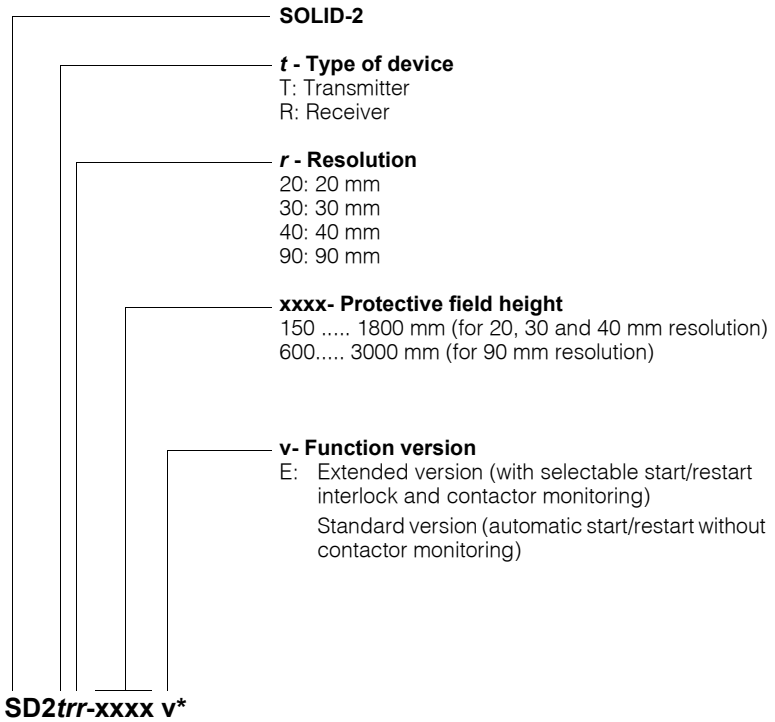 SOLID-2
t - Type of device
T: Transmitter
R: Receiver
r - Resolution
20: 20 mm
30: 30 mm
40: 40 mm
90: 90 mm
xxxx- Protective field height
150 ..... 1800 mm (for 20, 30 and 40 mm resolution)
600..... 3000 mm (for 90 mm resolution)
v- Function version
E: Extended version (with selectable start/restart
interlock and contactor monitoring)
Standard version (automatic start/restart without
contactor monitoring)
SD2trr-xxxx v*